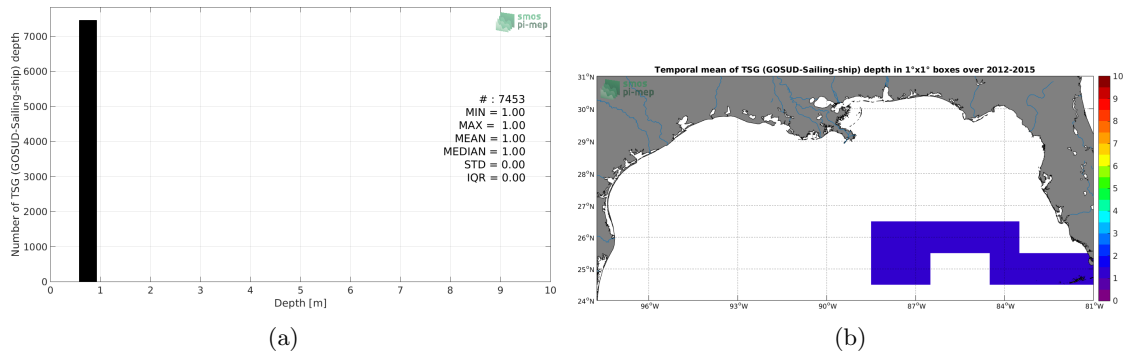 smos
pi-mep
Number of TSG (GOSUD-Sailing-ship) depth
7000
6000
5000
4000
3000
2000
1000
0
# : 7453
MIN = 1.00
MAX = 1.00
MEAN = 1.00
MEDIAN = 1.00
STD = 0.00
IQR = 0.00
0 1 2 3 4 5 6 7 8 9 10
Depth [m]
(a)
Temporal mean of TSG (GOSUD-Sailing-ship) depth in 1°x1° boxes over 2012-2015
smos
pi-mep
31°N
30°N
29°N
28°N
27°N
26°N
25°N
24°N
96°W 93°W 90°W 87°W 84°W 81°W
10
9
8
7
6
5
4
3
2
1
0
(b)